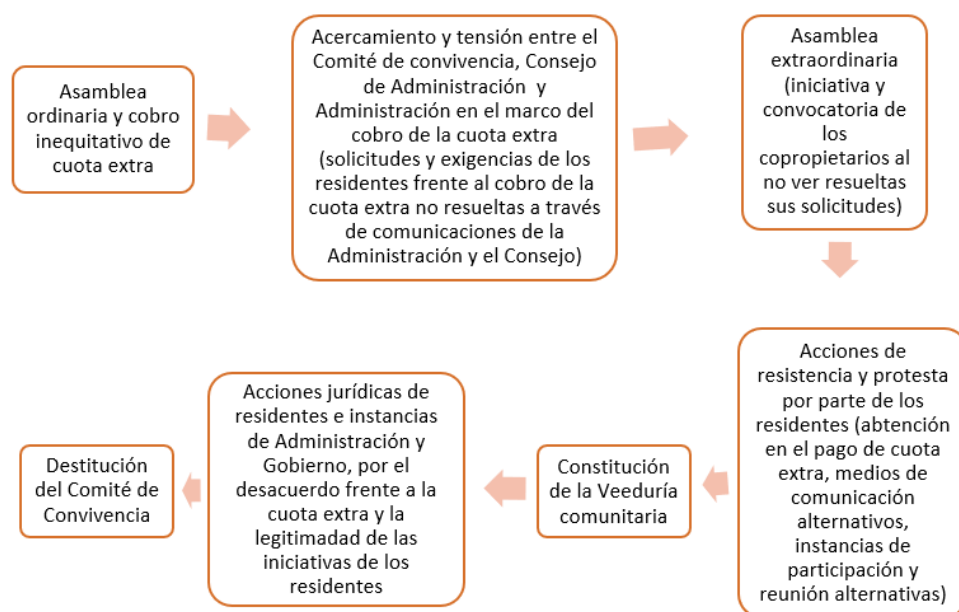 Asamblea
ordinaria y cobro
inequitativo de
cuota extra
Acercamiento y tensión entre el
Comité de convivencia, Consejo
de Administración y
Administración en el marco del
cobro de la cuota extra
(solicitudes y exigencias de los
residentes frente al cobro de la
cuota extra no resueltas a través
de comunicaciones de la
Administración y el Consejo)
Asamblea
extraordinaria
(iniciativa y
convocatoria de
los
copropietarios al
no ver resueltas
sus solicitudes)
Acciones de
resistencia y protesta
por parte de los
residentes (abtención
en el pago de cuota
extra, medios de
comunicación
alternativos,
instancias de
participación y
reunión alternativas)
Constitución
de la Veeduría
comunitaria
Acciones jurídicas de
residentes e instancias
de Administración y
Gobierno, por el
desacuerdo frente a la
cuota extra y la
legitimadad de las
iniciativas de los
residentes
Destitución
del Comité de
Convivencia